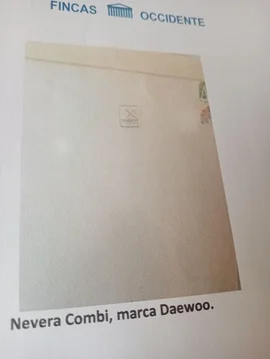 FINCAS OCCIDENTE
Nevera Combi, marca Daewoo.